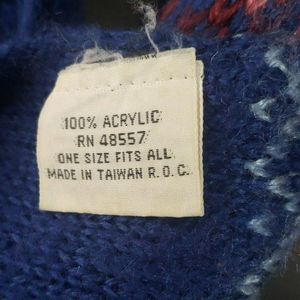 100% ACRYLIC
RN 48557
ONE SIZE FITS ALL
MADE IN TAIWAN R.O.C.